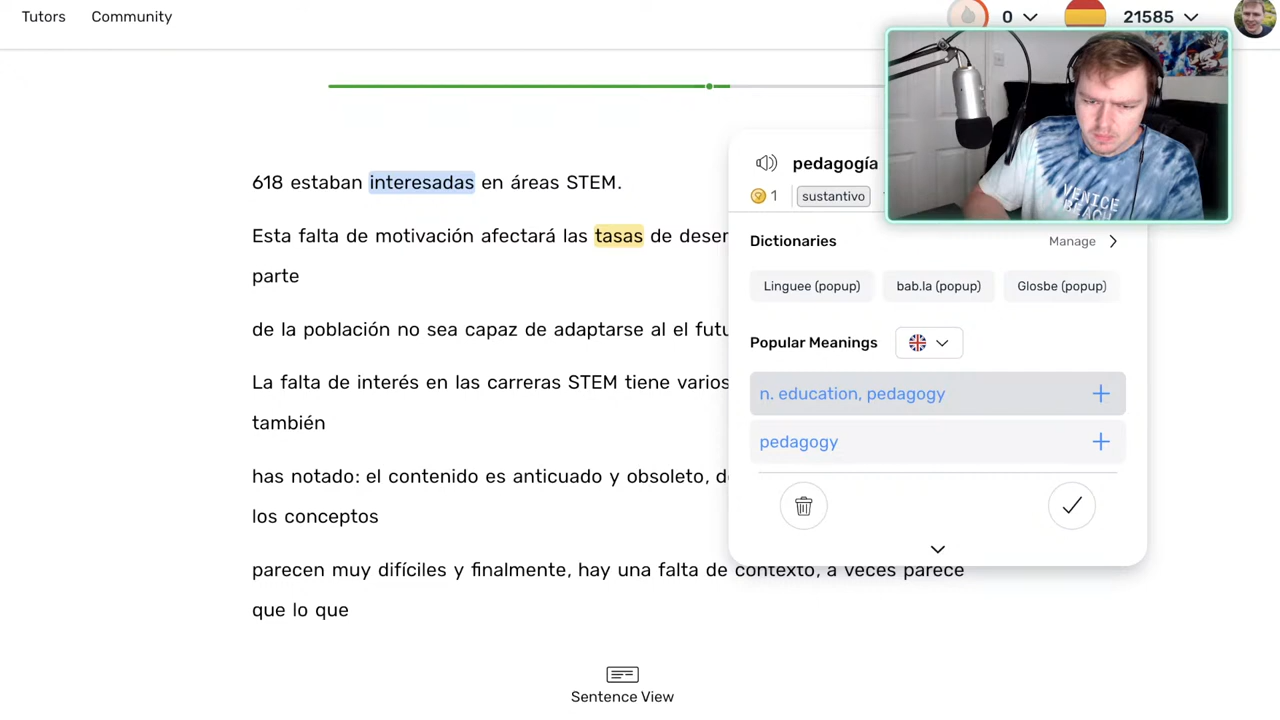 Tutors Community 0 21585
618 estaban interesadas en áreas STEM.
Esta falta de motivación afectará las tasas de
parte
de la población no sea capaz de adaptarse al el
La falta de interés en las carreras STEM tiene varios
también
has notado: el contenido es anticuado y obsoleto,
los conceptos
parecen muy difíciles y finalmente, hay una falta de contexto, a veces parece
que lo que
Sentence View
pedagogía
1 sustantivo
Dictionaries Manage
Linguee (popup) bab.la (popup) Glosbe (popup)
Popular Meanings
n. education, pedagogy
pedagogy
VENICE
BEACH